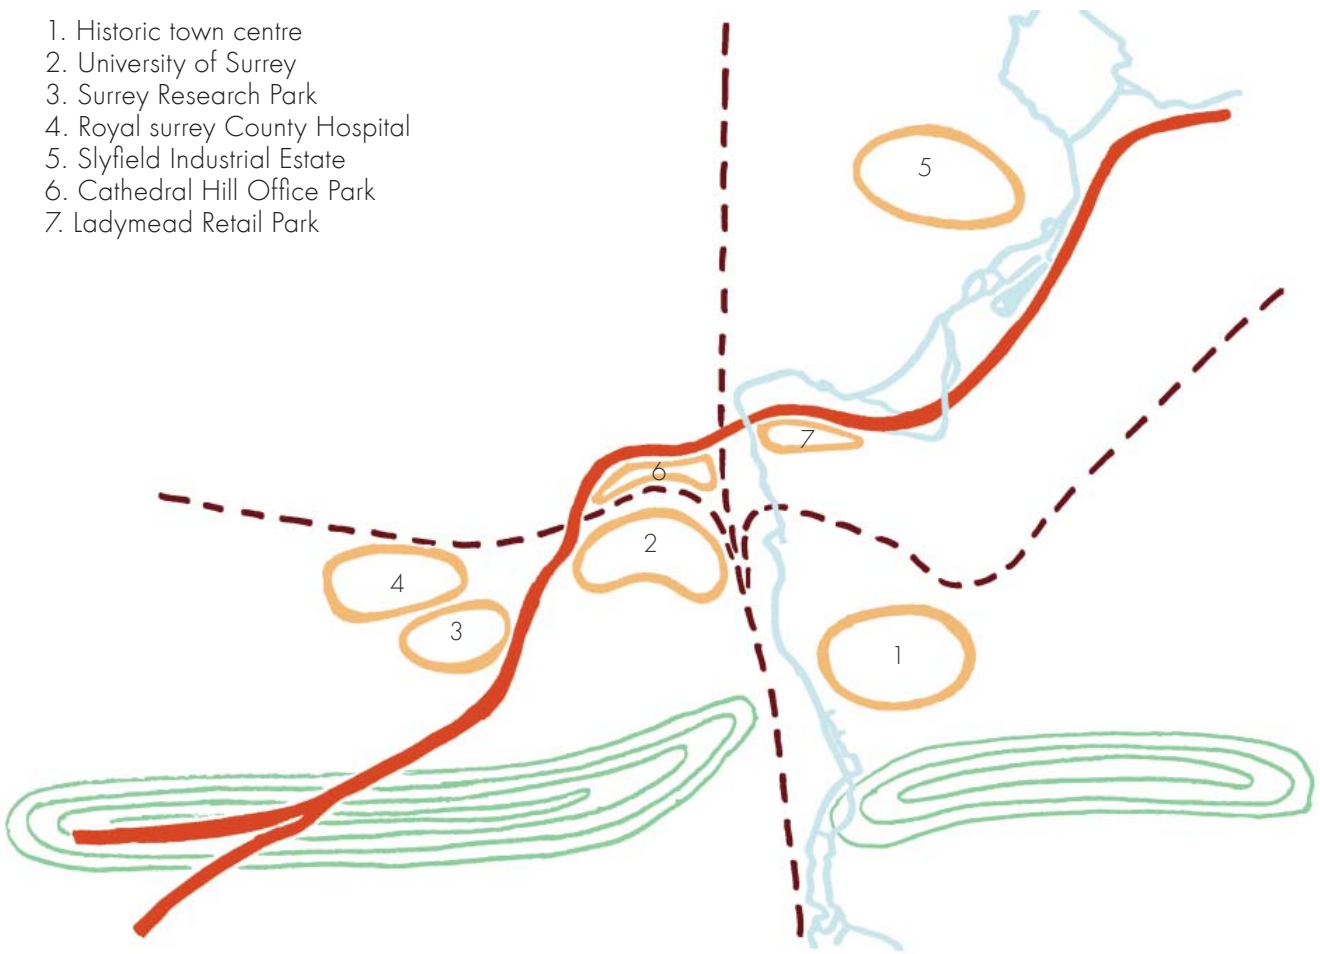 1. Historic town centre
2. University of Surrey
3. Surrey Research Park
4. Royal surrey County Hospital
5. Slyfield Industrial Estate
6. Cathedral Hill Office Park
7. Ladymead Retail Park
5
7
6
2
4
3
1